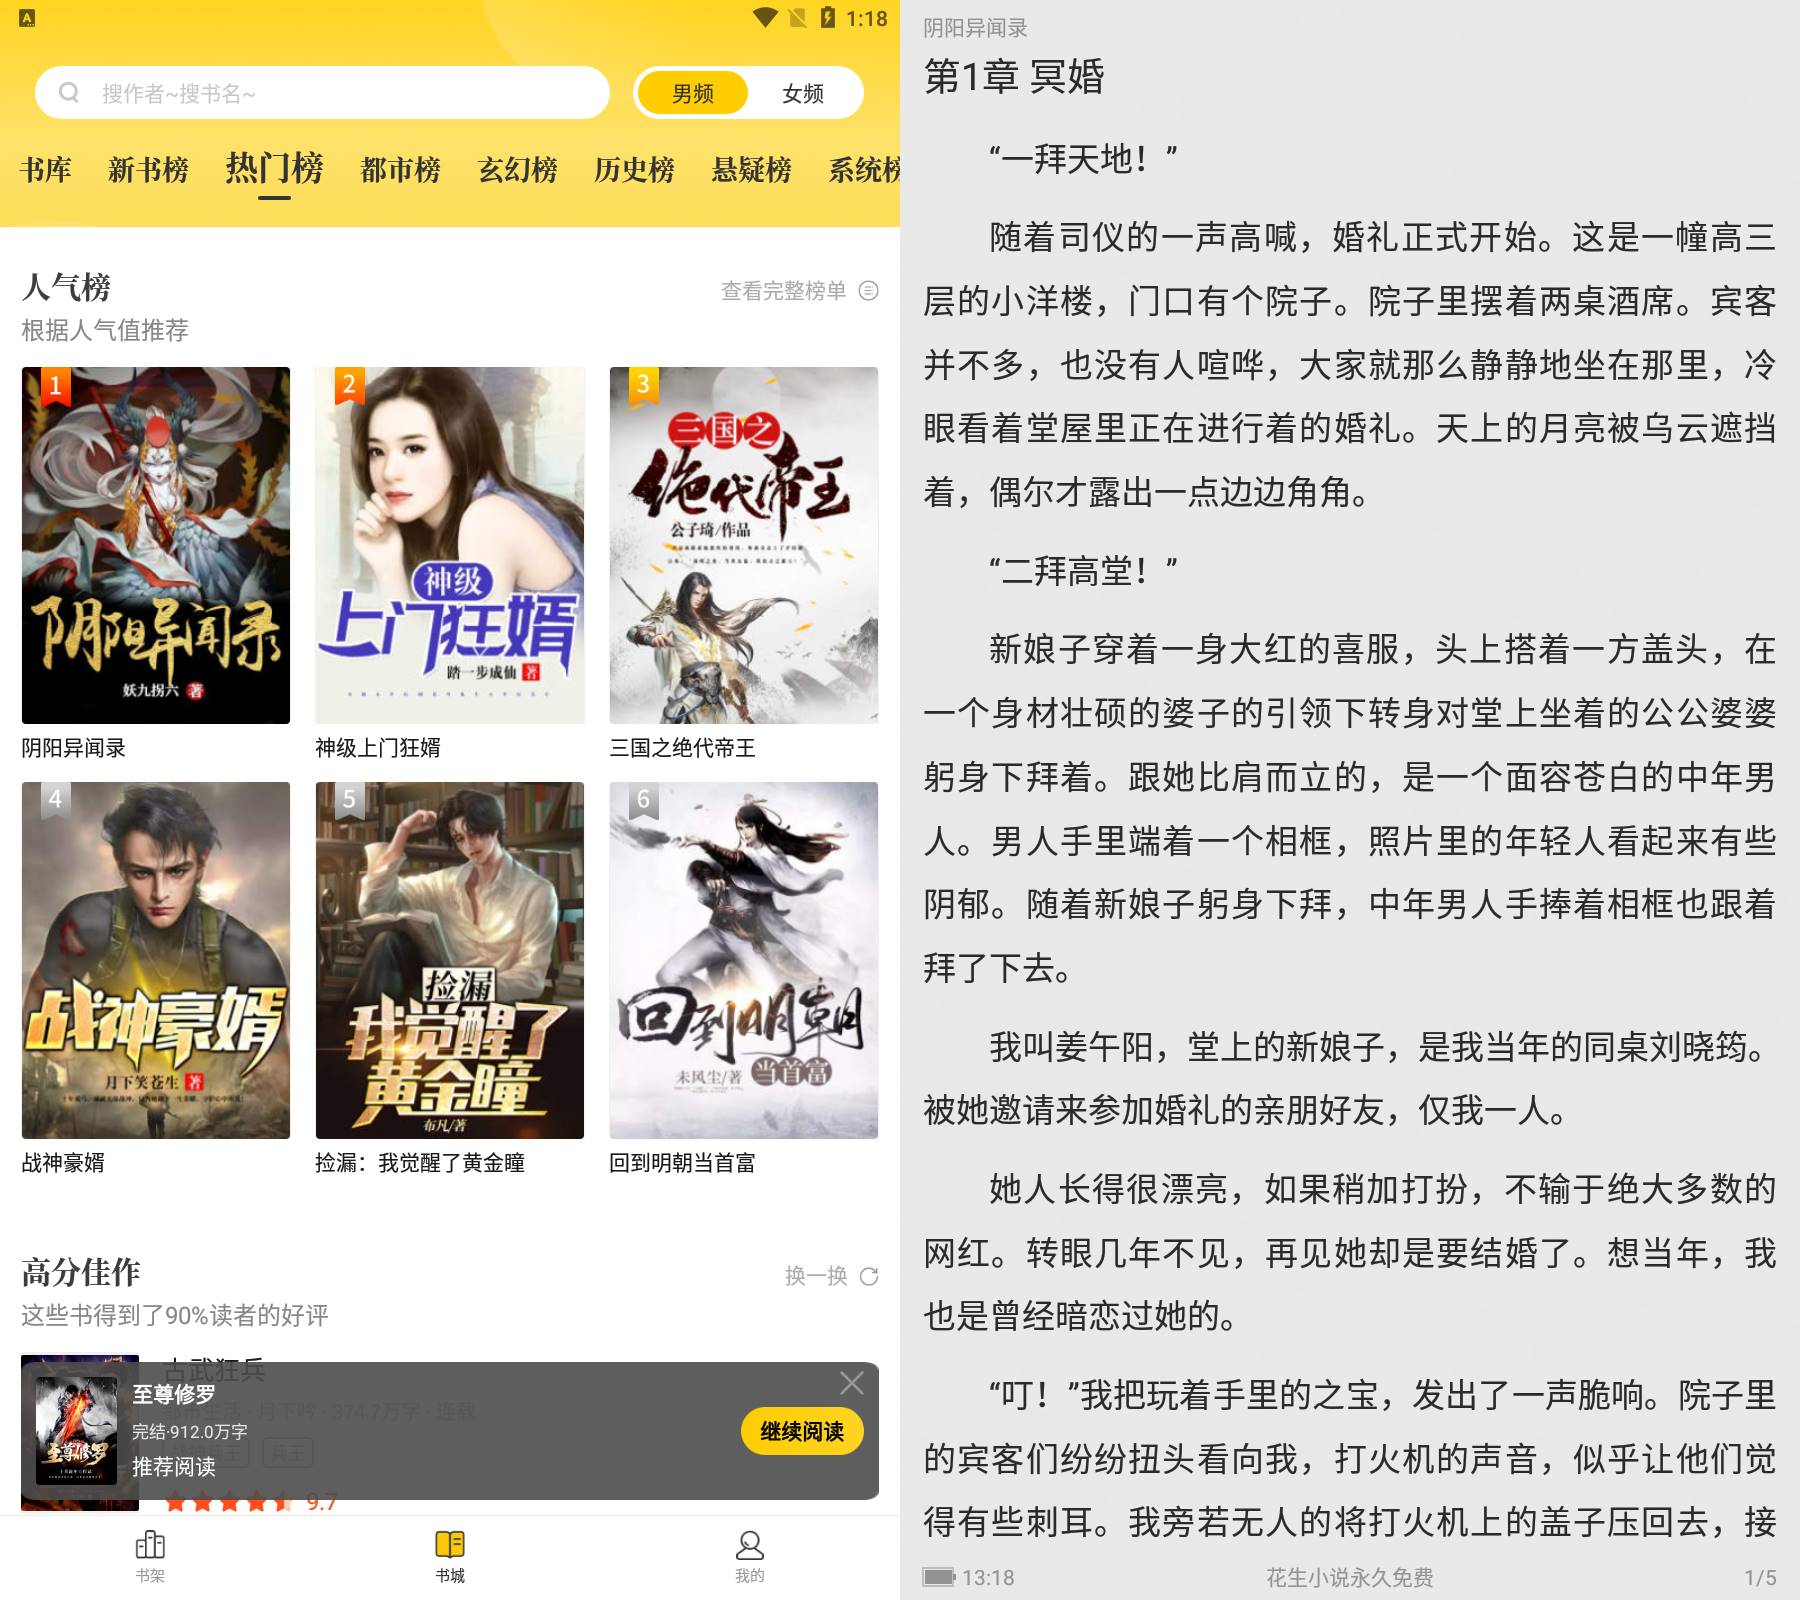 A
1:18
搜作者~搜书名~
男频
女频
书库
新书榜
热门榜
都市榜
玄幻榜
历史榜
悬疑榜
系统榜
人气榜
查看完整榜单
根据人气值推荐
1
阴阳异闻录
妖九拐六 著
2
神级
上门狂婿
踏一步成仙 著
3
三国之
绝代帝王
公子琦/作品
阴阳异闻录
神级上门狂婿
三国之绝代帝王
4
战神豪婿
月下笑苍生 著
5
捡漏
我觉醒了
黄金瞳
布凡/著
6
回到明朝
当首富
未风尘/著
战神豪婿
捡漏：我觉醒了黄金瞳
回到明朝当首富
高分佳作
换一换
这些书得到了90%读者的好评
古武狂兵
都市生活 · 月下吟 · 374.7万字 · 连载
战神兵王
兵王
9.7
至尊修罗
至尊修罗
完结·912.0万字
推荐阅读
继续阅读
书架
书城
我的
阴阳异闻录
第1章 冥婚
“一拜天地！”
随着司仪的一声高喊，婚礼正式开始。这是一幢高三
层的小洋楼，门口有个院子。院子里摆着两桌酒席。宾客
并不多，也没有人喧哗，大家就那么静静地坐在那里，冷
眼看着堂屋里正在进行着的婚礼。天上的月亮被乌云遮挡
着，偶尔才露出一点边边角角。
“二拜高堂！”
新娘子穿着一身大红的喜服，头上搭着一方盖头，在
一个身材壮硕的婆子的引领下转身对堂上坐着的公公婆婆
躬身下拜着。跟她比肩而立的，是一个面容苍白的中年男
人。男人手里端着一个相框，照片里的年轻人看起来有些
阴郁。随着新娘子躬身下拜，中年男人手捧着相框也跟着
拜了下去。
我叫姜午阳，堂上的新娘子，是我当年的同桌刘晓筠。
被她邀请来参加婚礼的亲朋好友，仅我一人。
她人长得很漂亮，如果稍加打扮，不输于绝大多数的
网红。转眼几年不见，再见她却是要结婚了。想当年，我
也是曾经暗恋过她的。
“叮！”我把玩着手里的之宝，发出了一声脆响。院子里
的宾客们纷纷扭头看向我，打火机的声音，似乎让他们觉
得有些刺耳。我旁若无人的将打火机上的盖子压回去，接
13:18
花生小说永久免费
1/5